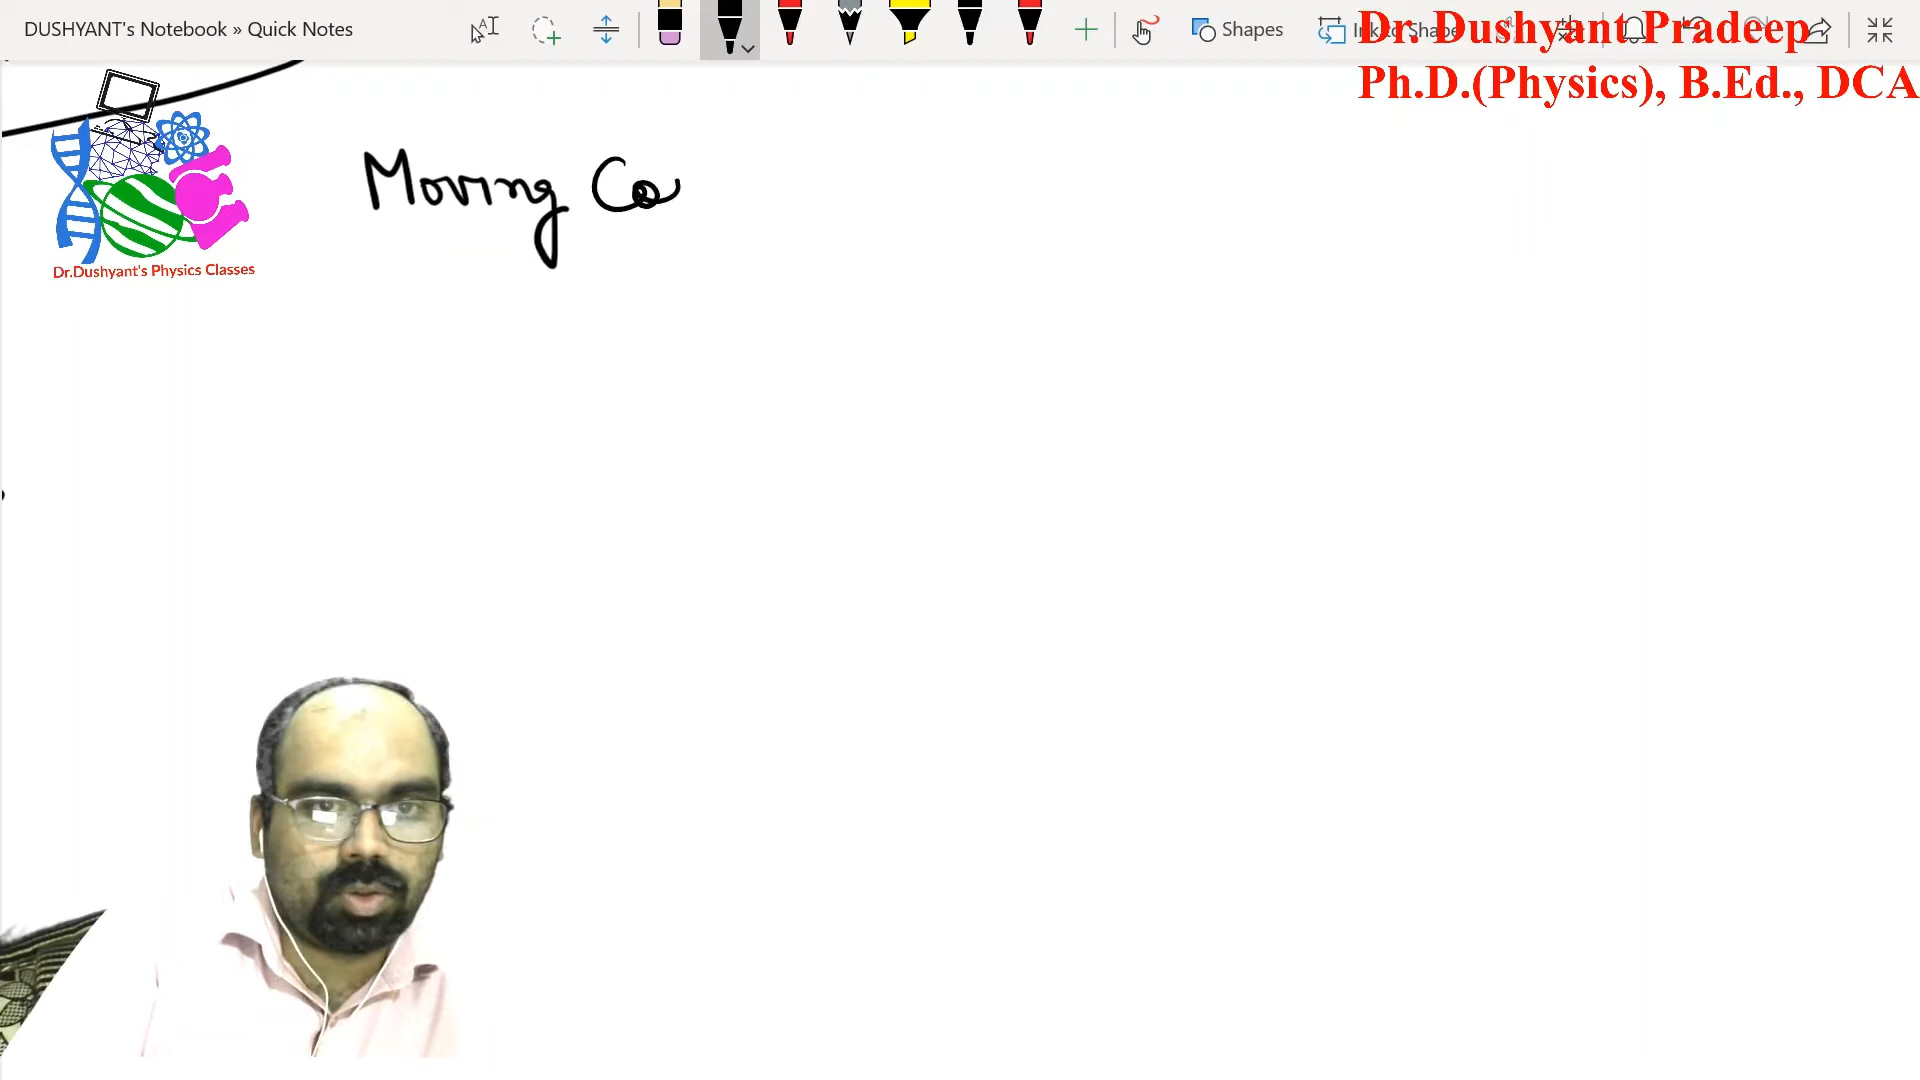 DUSHYANT's Notebook » Quick Notes
Shapes
Dr. Dushyant Pradeep
Ph.D.(Physics), B.Ed., DCA
Moving Co
Dr.Dushyant's Physics Classes